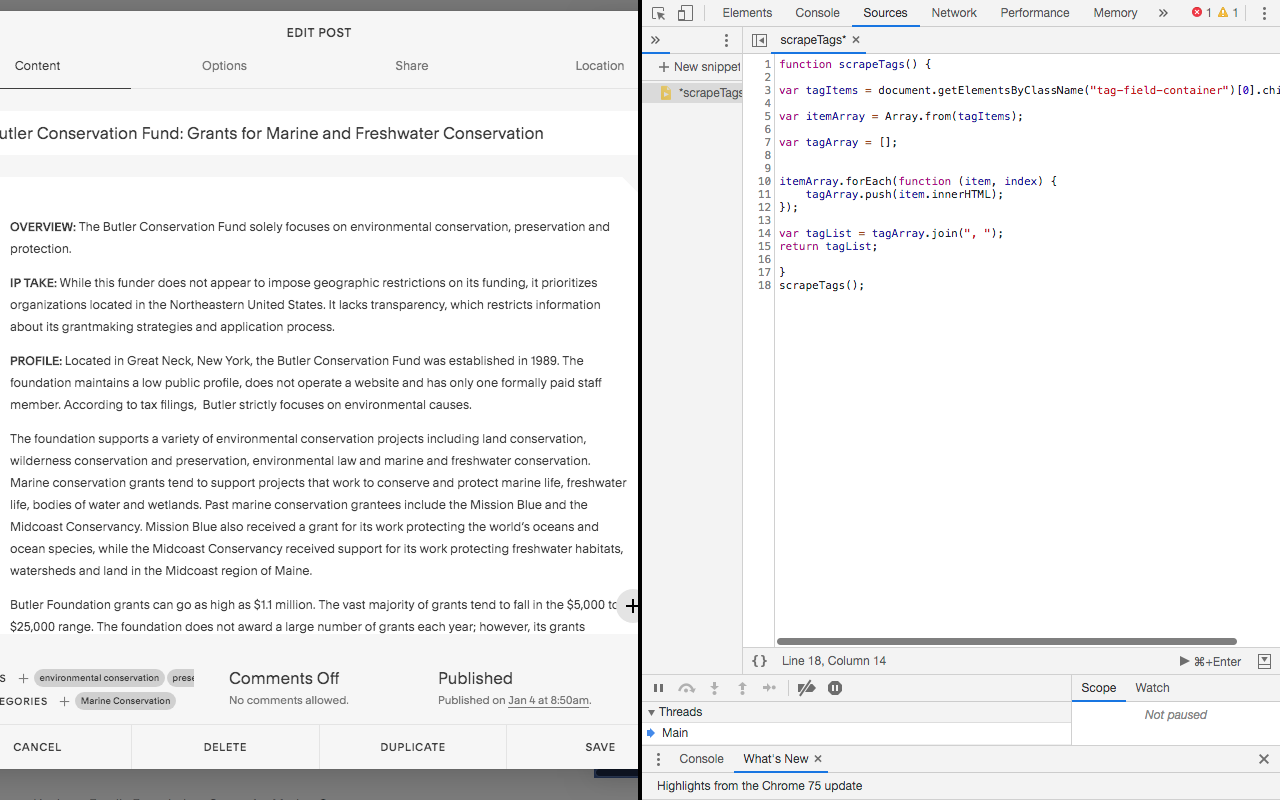 EDIT POST
Content Options Share Location
utler Conservation Fund: Grants for Marine and Freshwater Conservation
OVERVIEW: The Butler Conservation Fund solely focuses on environmental conservation, preservation and
protection.
IP TAKE: While this funder does not appear to impose geographic restrictions on its funding, it prioritizes
organizations located in the Northeastern United States. It lacks transparency, which restricts information
about its grantmaking strategies and application process.
PROFILE: Located in Great Neck, New York, the Butler Conservation Fund was established in 1989. The
foundation maintains a low public profile, does not operate a website and has only one formally paid staff
member. According to tax filings,  Butler strictly focuses on environmental causes.
The foundation supports a variety of environmental conservation projects including land conservation,
wilderness conservation and preservation, environmental law and marine and freshwater conservation.
Marine conservation grants tend to support projects that work to conserve and protect marine life, freshwater
life, bodies of water and wetlands. Past marine conservation grantees include the Mission Blue and the
Midcoast Conservancy. Mission Blue also received a grant for its work protecting the world's oceans and
ocean species, while the Midcoast Conservancy received support for its work protecting freshwater habitats,
watersheds and land in the Midcoast region of Maine.
Butler Foundation grants can go as high as $1.1 million. The vast majority of grants tend to fall in the $5,000 to
$25,000 range. The foundation does not award a large number of grants each year; however, its grants
S + environmental conservation prese
EGORIES + Marine Conservation
Comments Off
No comments allowed.
Published
Published on Jan 4 at 8:50am.
CANCEL DELETE DUPLICATE SAVE
Elements Console Sources Network Performance Memory » 1 1
» scrapeTags* ×
+ New snippet
*scrapeTags
1 function scrapeTags() {
2
3 var tagItems = document.getElementsByClassName("tag-field-container")[0].chi
4
5 var itemArray = Array.from(tagItems);
6
7 var tagArray = [];
8
9
10 itemArray.forEach(function (item, index) {
11 tagArray.push(item.innerHTML);
12 });
13
14 var tagList = tagArray.join(", ");
15 return tagList;
16
17 }
18 scrapeTags();
{} Line 18, Column 14 ⌘+Enter
Scope Watch
Threads
Not paused
Main
Console What's New ×
Highlights from the Chrome 75 update